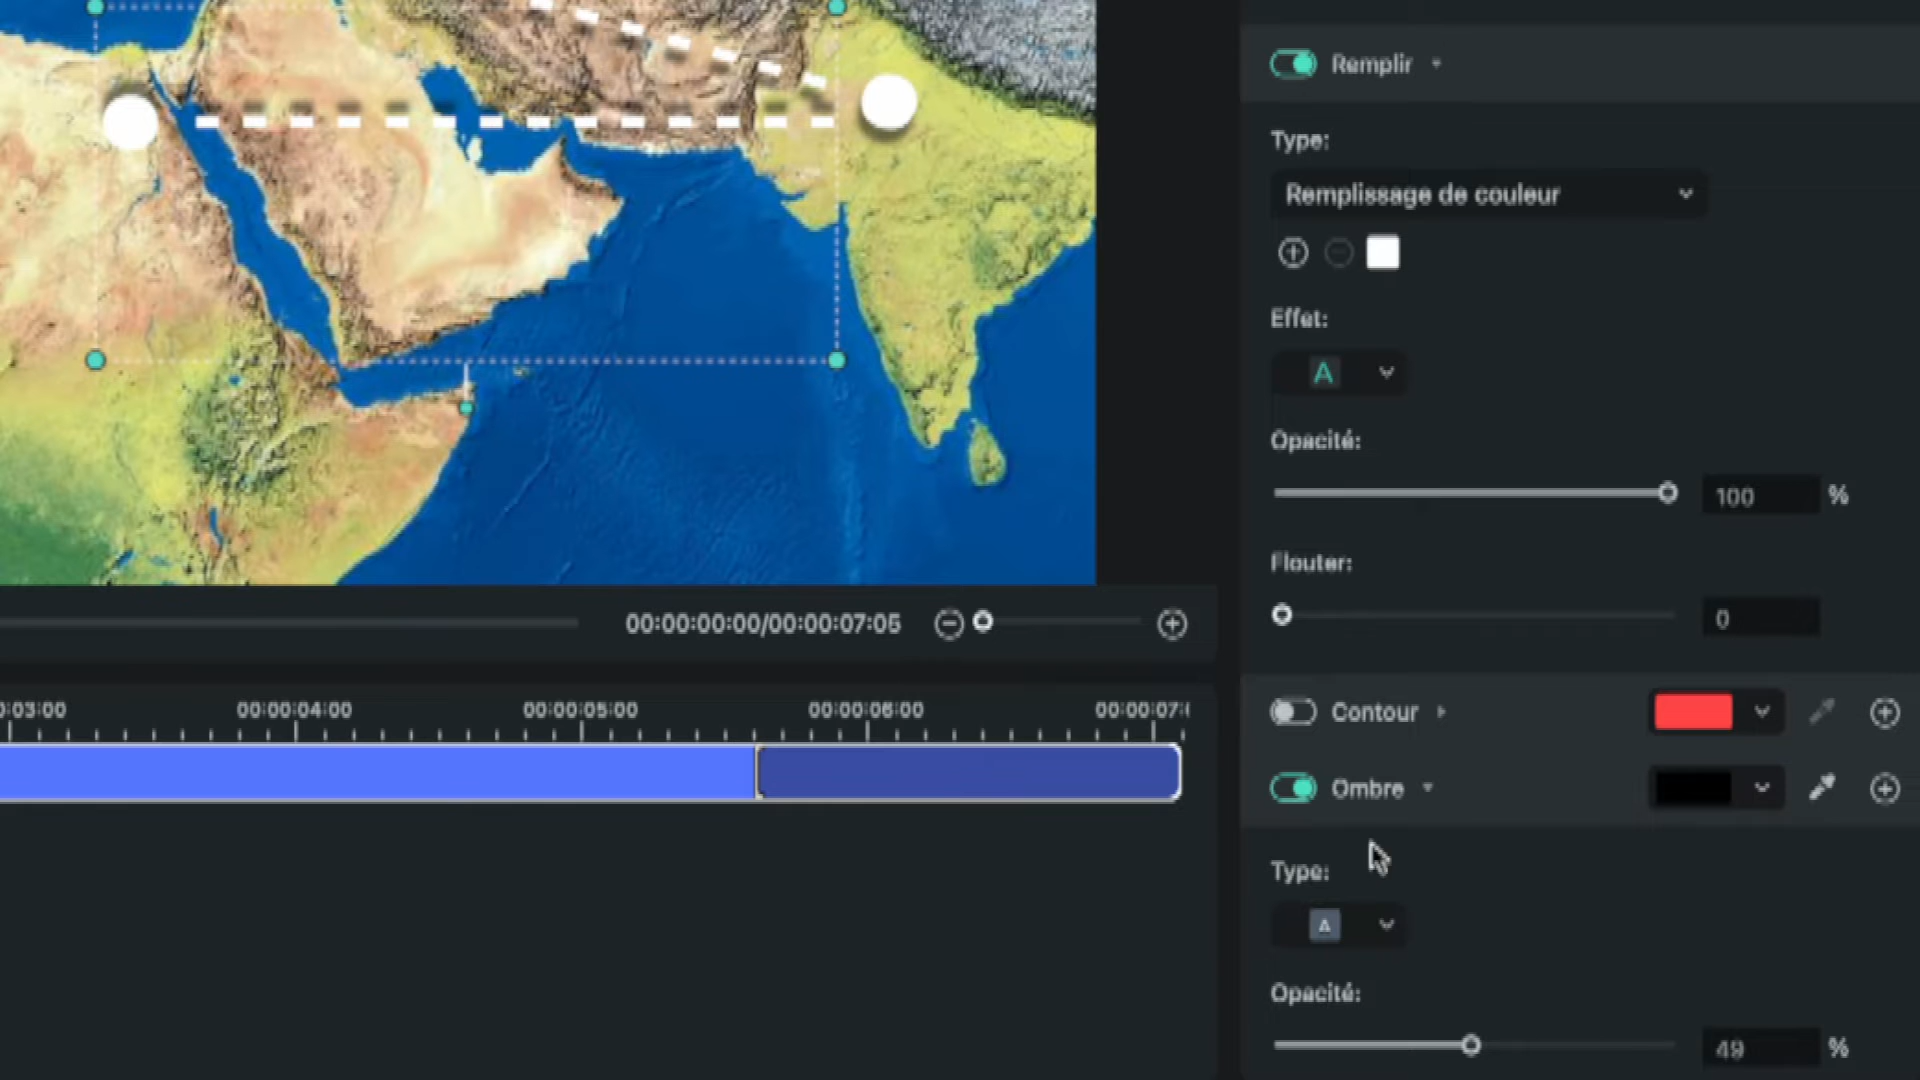 Remplir
Type:
Remplissage de couleur
Effet:
A
Opacité:
100 %
Flouter:
0
00:00:00:00/00:00:07:05
00:00:04:00 00:00:05:00 00:00:06:00
Contour
Ombre
Type:
A
Opacité:
49 %